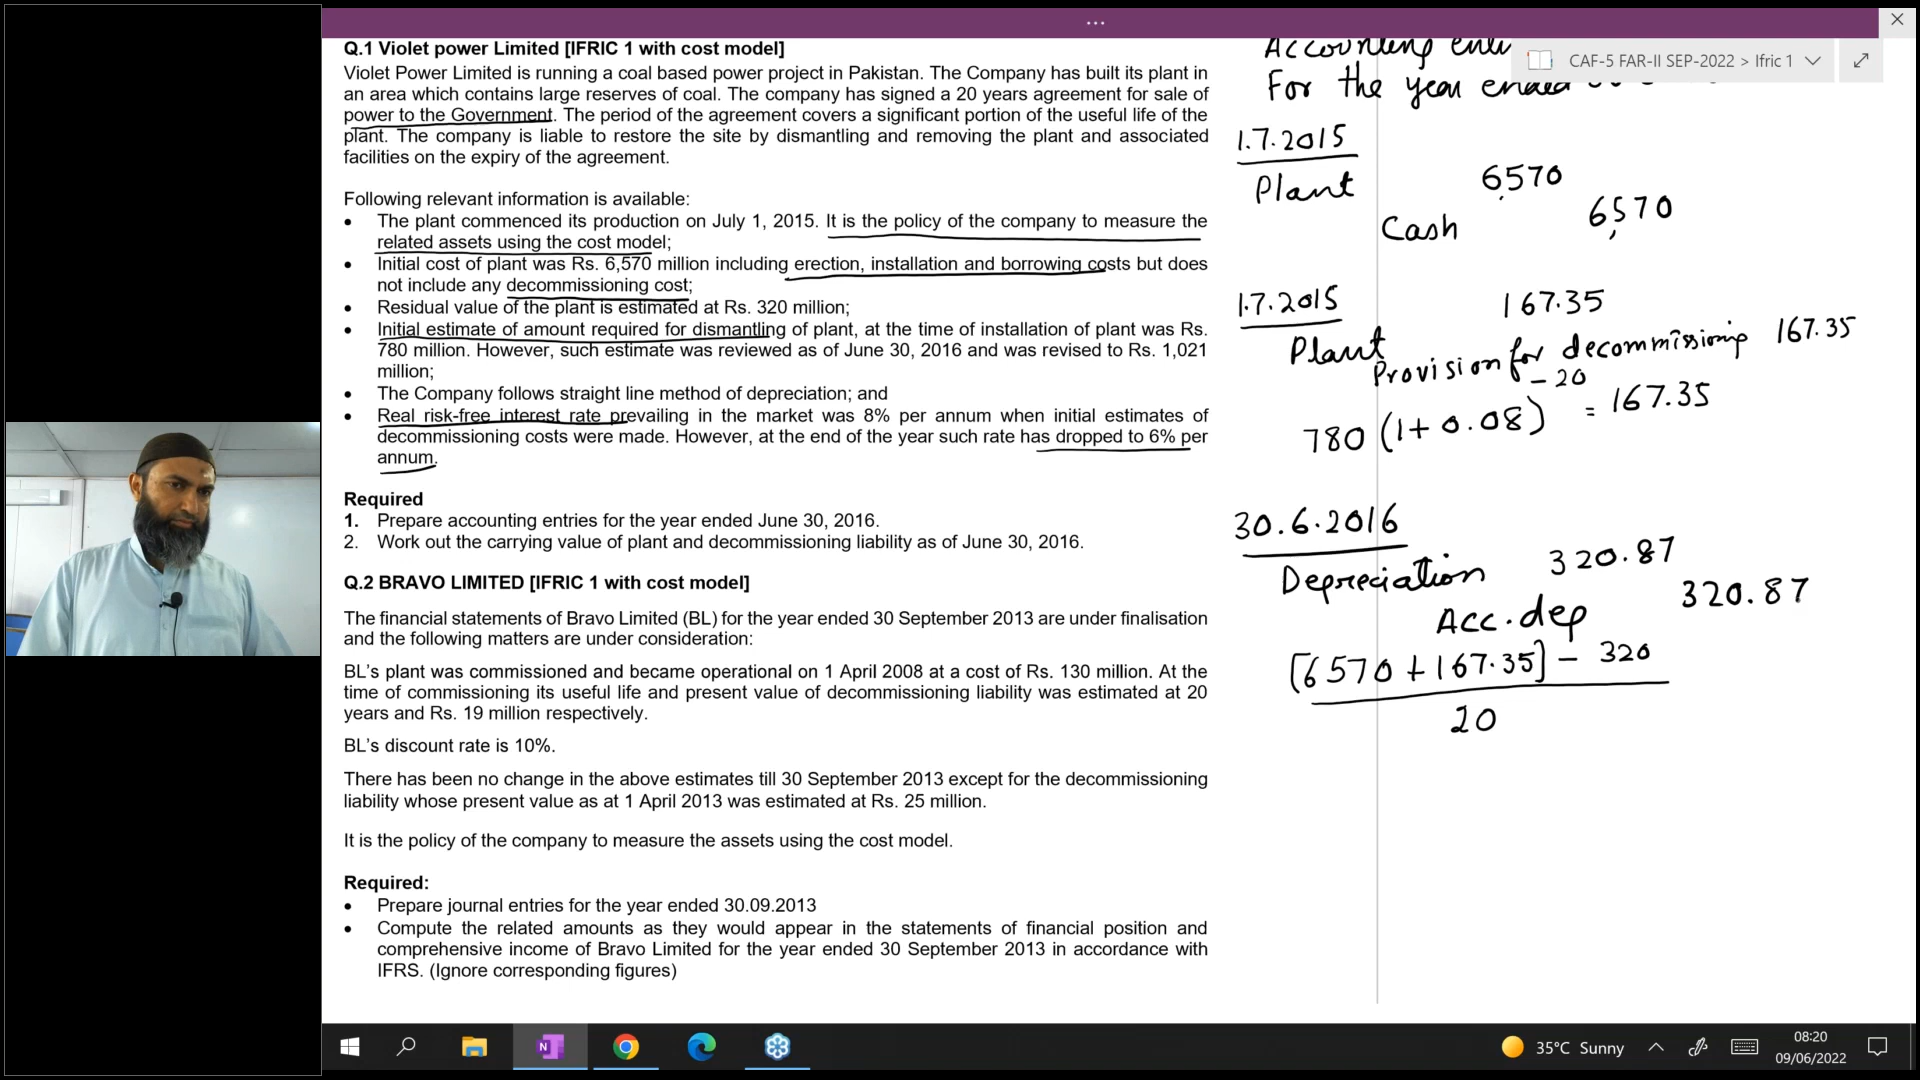 Q.1 Violet power Limited [IFRIC 1 with cost model]
Violet Power Limited is running a coal based power project in Pakistan. The Company has built its plant in
an area which contains large reserves of coal. The company has signed a 20 years agreement for sale of
power to the Government. The period of the agreement covers a significant portion of the useful life of the
plant. The company is liable to restore the site by dismantling and removing the plant and associated
facilities on the expiry of the agreement.
Following relevant information is available:
• The plant commenced its production on July 1, 2015. It is the policy of the company to measure the
related assets using the cost model;
• Initial cost of plant was Rs. 6,570 million including erection, installation and borrowing costs but does
not include any decommissioning cost;
• Residual value of the plant is estimated at Rs. 320 million;
• Initial estimate of amount required for dismantling of plant, at the time of installation of plant was Rs.
780 million. However, such estimate was reviewed as of June 30, 2016 and was revised to Rs. 1,021
million;
• The Company follows straight line method of depreciation; and
• Real risk-free interest rate prevailing in the market was 8% per annum when initial estimates of
decommissioning costs were made. However, at the end of the year such rate has dropped to 6% per
annum.
Required
1. Prepare accounting entries for the year ended June 30, 2016.
2. Work out the carrying value of plant and decommissioning liability as of June 30, 2016.
Q.2 BRAVO LIMITED [IFRIC 1 with cost model]
The financial statements of Bravo Limited (BL) for the year ended 30 September 2013 are under finalisation
and the following matters are under consideration:
BL's plant was commissioned and became operational on 1 April 2008 at a cost of Rs. 130 million. At the
time of commissioning its useful life and present value of decommissioning liability was estimated at 20
years and Rs. 19 million respectively.
BL's discount rate is 10%.
There has been no change in the above estimates till 30 September 2013 except for the decommissioning
liability whose present value as at 1 April 2013 was estimated at Rs. 25 million.
It is the policy of the company to measure the assets using the cost model.
Required:
• Prepare journal entries for the year ended 30.09.2013
• Compute the related amounts as they would appear in the statements of financial position and
comprehensive income of Bravo Limited for the year ended 30 September 2013 in accordance with
IFRS. (Ignore corresponding figures)
Accounting
CAF-5 FAR-II SEP-2022 > Ifric 1
For the year ended
1.7.2015
Plant 6,570
Cash 6,570
1.7.2015
Plant 167.35
Provision for decommissioning 167.35
780 (1+0.08)^-20 = 167.35
30.6.2016
Depreciation 320.87
Acc.dep 320.87
[6570 + 167.35] - 320
20
35°C Sunny
08:20
09/06/2022